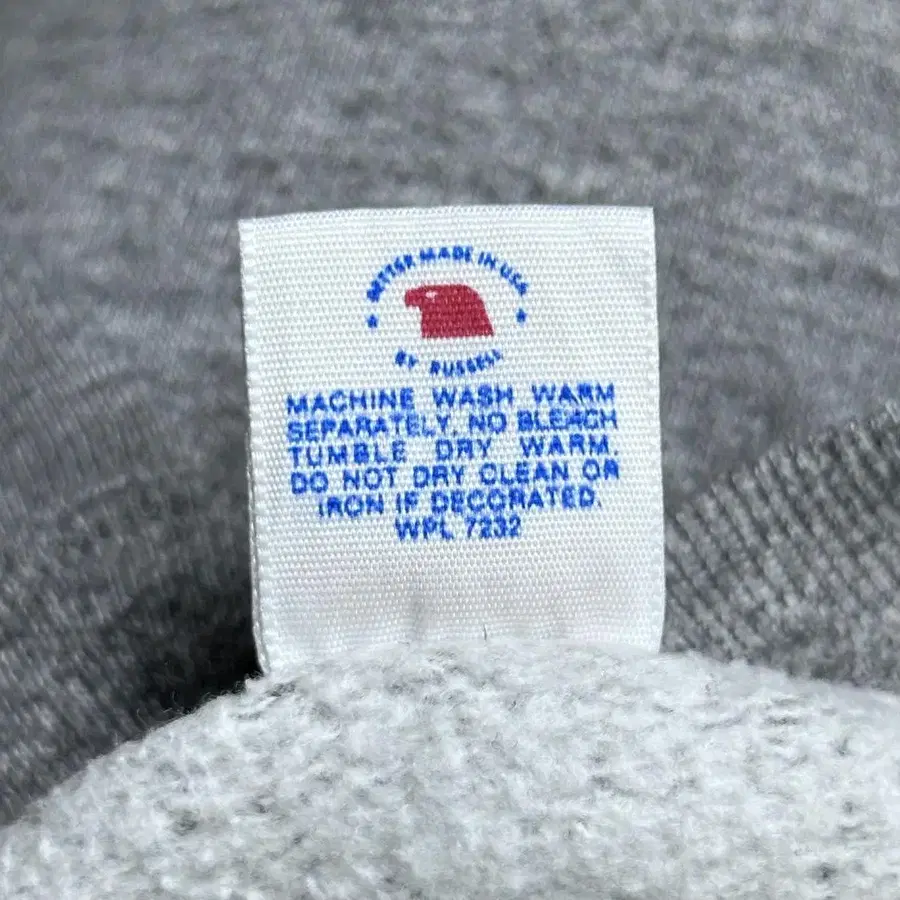 BETTER MADE IN USA
BY RUSSELL
MACHINE WASH WARM
SEPARATELY, NO BLEACH
TUMBLE DRY WARM.
DO NOT DRY CLEAN OR
IRON IF DECORATED.
WPL 7232